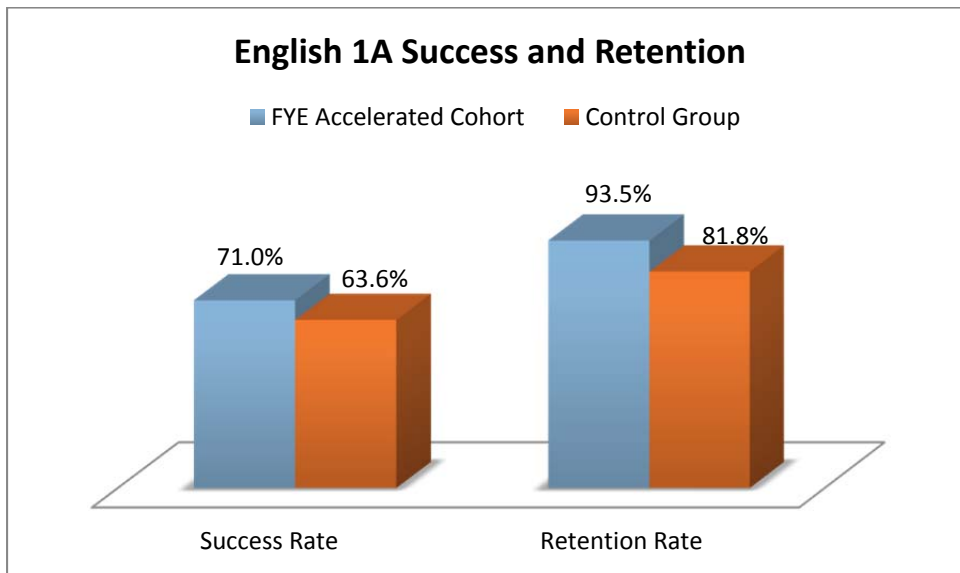 English 1A Success and Retention
FYE Accelerated Cohort Control Group
93.5%
81.8%
71.0%
63.6%
Success Rate Retention Rate